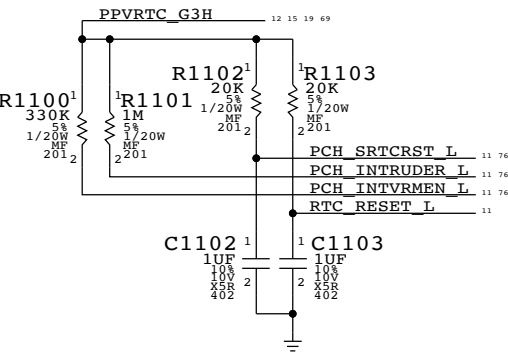 PPVRTC_G3H 12 15 19 69
R1100 1
330K
5%
1/20W
MF
201 2
1 R1101
1M
5%
1/20W
MF
2 201
R1102 1
20K
5%
1/20W
MF
201 2
1 R1103
20K
5%
1/20W
MF
2 201
PCH_SRTCRST_L 11 76
PCH_INTRUDER_L 11 76
PCH_INTVRMEN_L 11 76
RTC_RESET_L 11
C1102 1
1UF
10%
10V
X5R
402 2
1 C1103
1UF
10%
10V
X5R
402
2